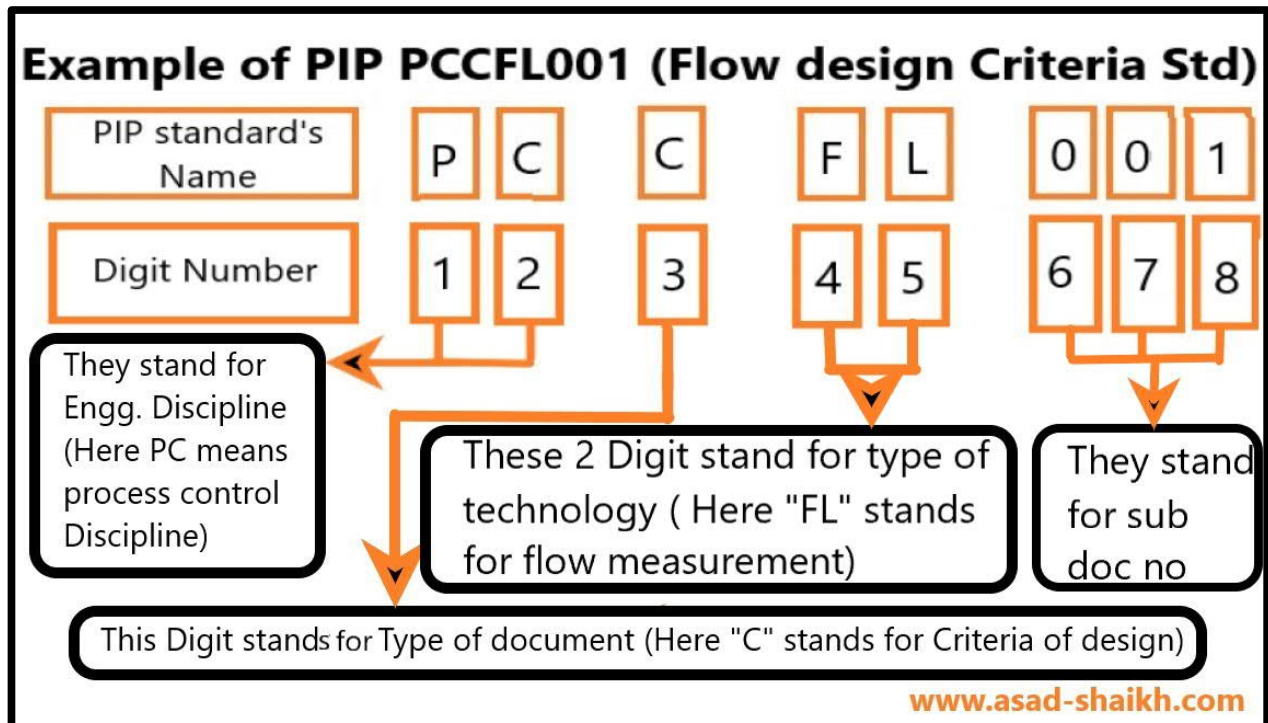 Example of PIP PCCFL001 (Flow design Criteria Std)
PIP standard's
Name
P C C F L 0 0 1
Digit Number
1 2 3 4 5 6 7 8
They stand for
Engg. Discipline
(Here PC means
process control
Discipline)
These 2 Digit stand for type of
technology ( Here "FL" stands
for flow measurement)
They stand
for sub
doc no
This Digit stands for Type of document (Here "C" stands for Criteria of design)
www.asad-shaikh.com